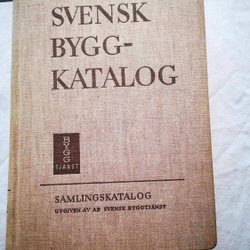 SVENSK
BYGG-
KATALOG
BYGG
TJÄNST
SAMLINGSKATALOG
UTGIVEN AV AB SVENSK BYGGTJÄNST